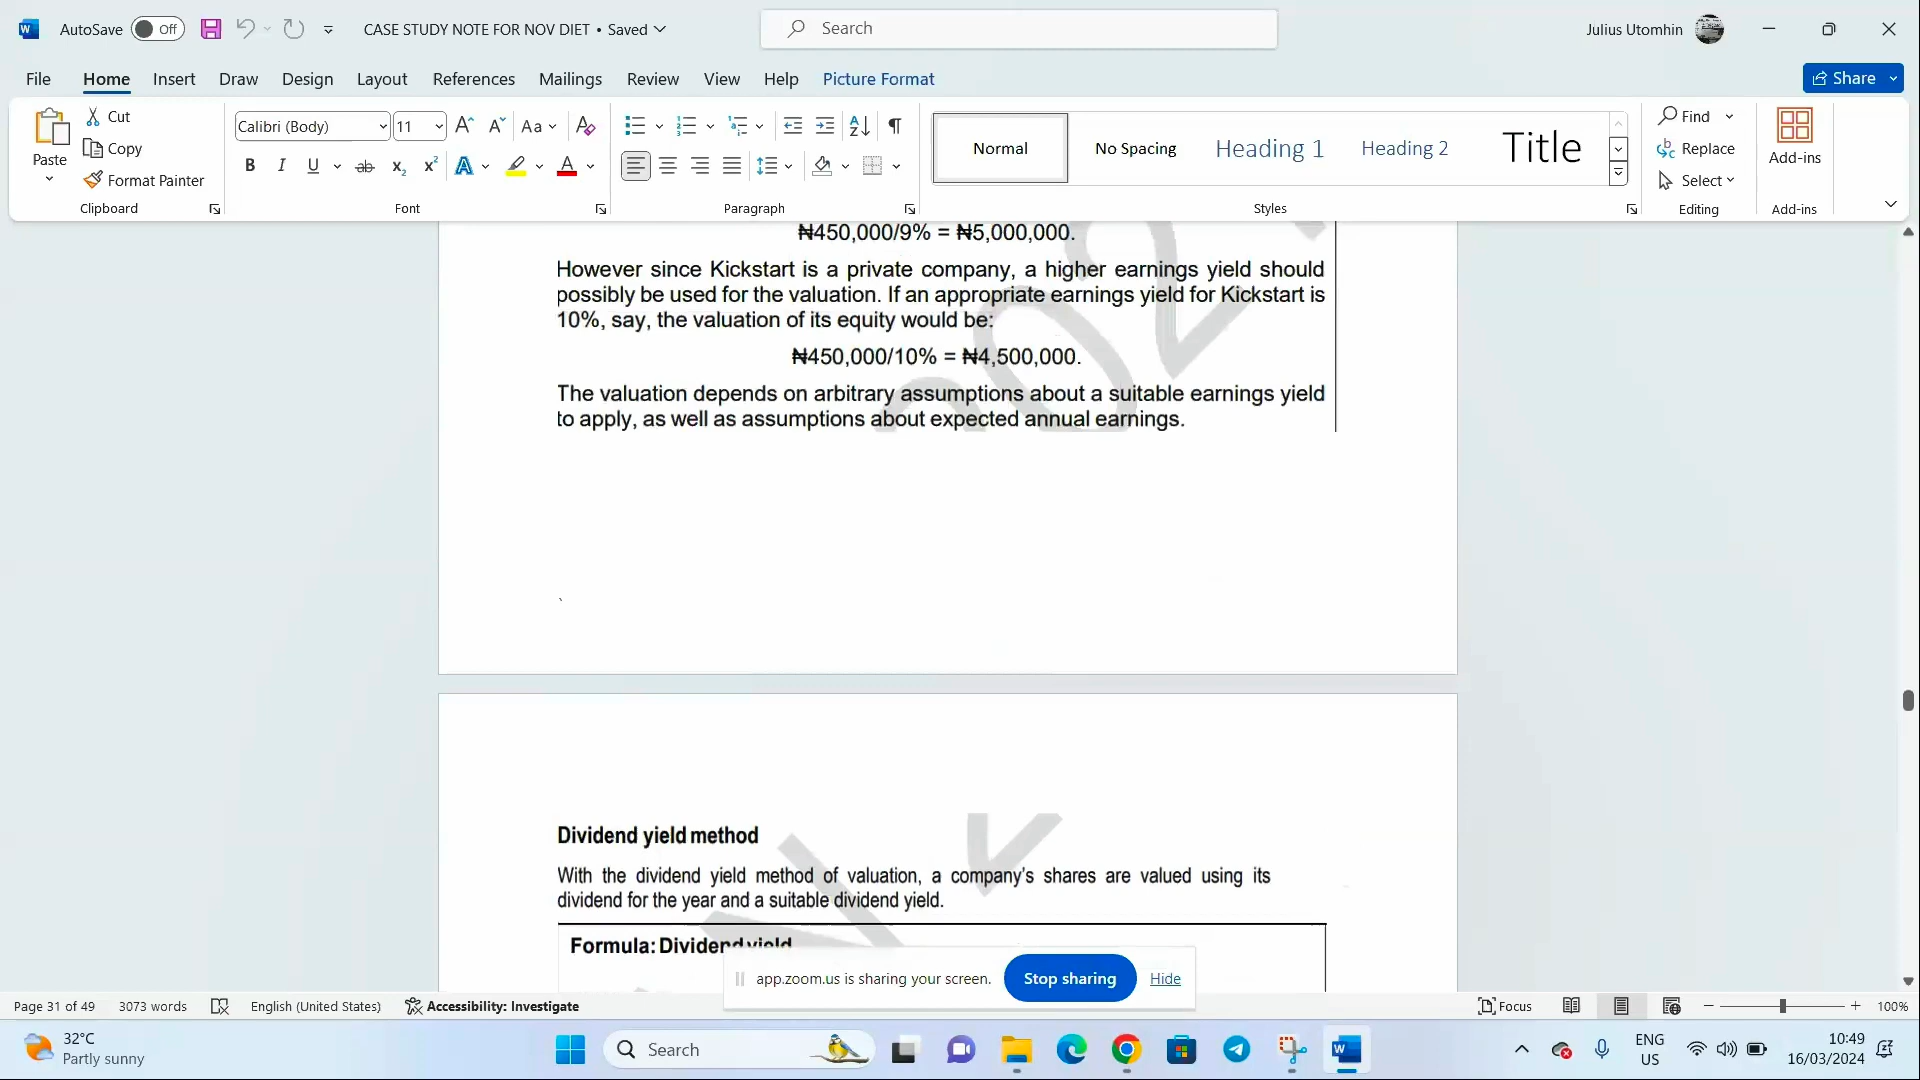 AutoSave Off CASE STUDY NOTE FOR NOV DIET • Saved Search Julius Utomhin
File Home Insert Draw Design Layout References Mailings Review View Help Picture Format Share
Paste Cut Copy Format Painter
Calibri (Body) 11 Aa
B I U ab x₂ x² A A
Normal No Spacing Heading 1 Heading 2 Title
Find Replace Select
Add-ins
Clipboard Font Paragraph Styles Editing Add-ins
₦450,000/9% = ₦5,000,000.
However since Kickstart is a private company, a higher earnings yield should
possibly be used for the valuation. If an appropriate earnings yield for Kickstart is
10%, say, the valuation of its equity would be:
₦450,000/10% = ₦4,500,000.
The valuation depends on arbitrary assumptions about a suitable earnings yield
to apply, as well as assumptions about expected annual earnings.
`
Dividend yield method
With the dividend yield method of valuation, a company's shares are valued using its
dividend for the year and a suitable dividend yield.
Formula: Dividend yield
app.zoom.us is sharing your screen. Stop sharing Hide
Page 31 of 49 3073 words English (United States) Accessibility: Investigate Focus 100%
32°C
Partly sunny
Search
ENG
US
10:49
16/03/2024